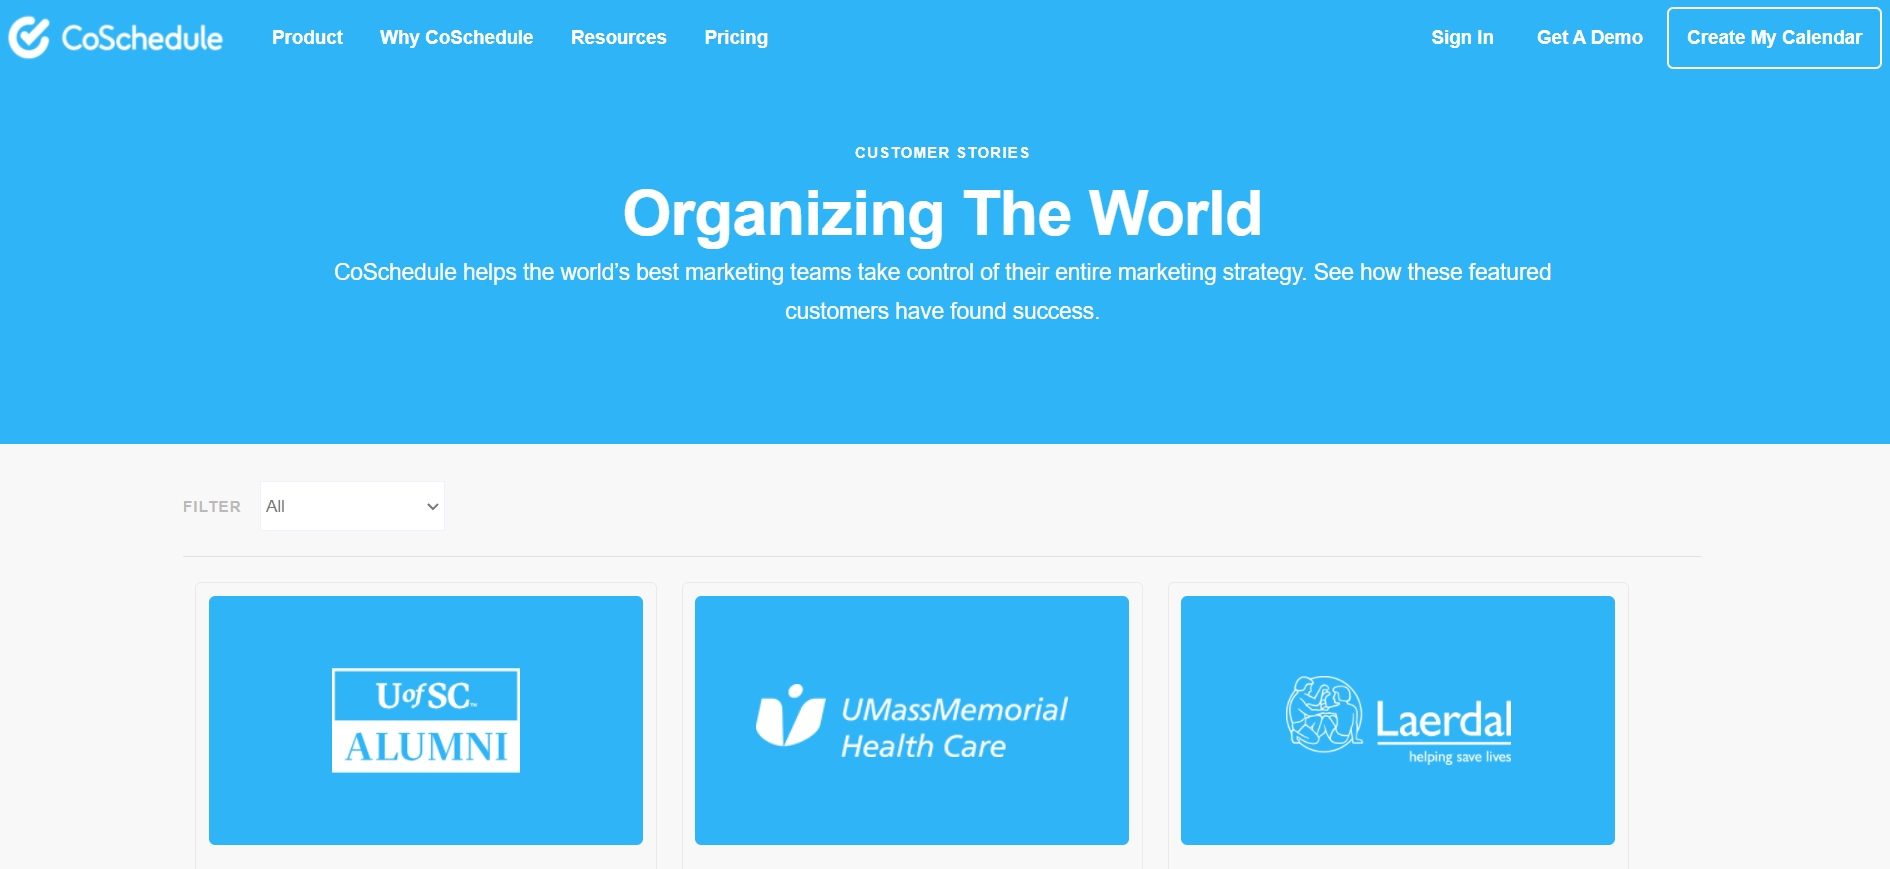 CoSchedule
Product
Why CoSchedule
Resources
Pricing
Sign In
Get A Demo
Create My Calendar
CUSTOMER STORIES
Organizing The World
CoSchedule helps the world’s best marketing teams take control of their entire marketing strategy. See how these featured
customers have found success.
FILTER
All
UofSC™
ALUMNI
UMassMemorial
Health Care
Laerdal
helping save lives